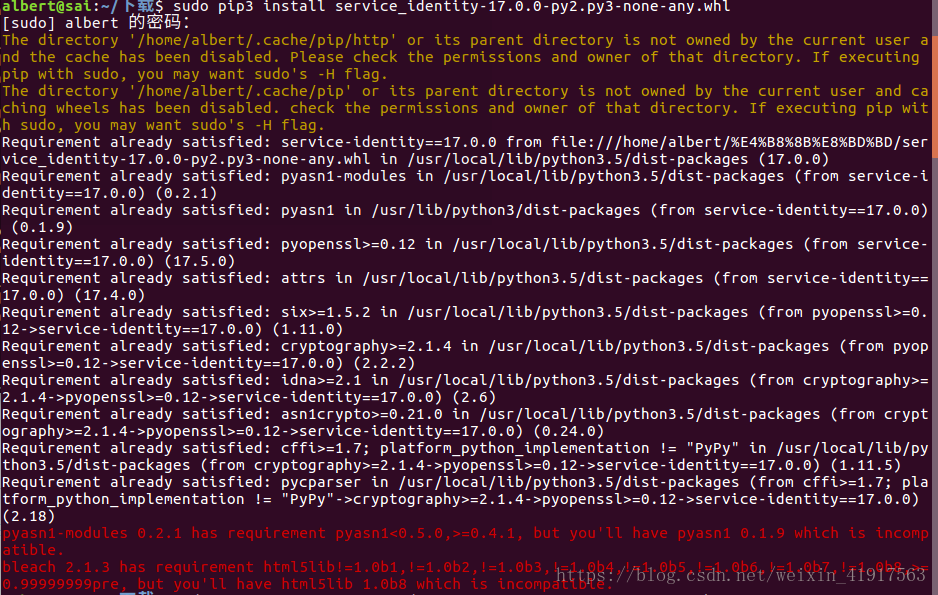 albert@sai:~/下载$ sudo pip3 install service_identity-17.0.0-py2.py3-none-any.whl
[sudo] albert 的密码:
The directory '/home/albert/.cache/pip/http' or its parent directory is not owned by the current user a
nd the cache has been disabled. Please check the permissions and owner of that directory. If executing
pip with sudo, you may want sudo's -H flag.
The directory '/home/albert/.cache/pip' or its parent directory is not owned by the current user and ca
ching wheels has been disabled. check the permissions and owner of that directory. If executing pip wit
h sudo, you may want sudo's -H flag.
Requirement already satisfied: service-identity==17.0.0 from file:///home/albert/%E4%B8%8B%E8%BD%BD/ser
vice_identity-17.0.0-py2.py3-none-any.whl in /usr/local/lib/python3.5/dist-packages (17.0.0)
Requirement already satisfied: pyasn1-modules in /usr/local/lib/python3.5/dist-packages (from service-i
dentity==17.0.0) (0.2.1)
Requirement already satisfied: pyasn1 in /usr/lib/python3/dist-packages (from service-identity==17.0.0)
(0.1.9)
Requirement already satisfied: pyopenssl>=0.12 in /usr/local/lib/python3.5/dist-packages (from service-
identity==17.0.0) (17.5.0)
Requirement already satisfied: attrs in /usr/local/lib/python3.5/dist-packages (from service-identity==
17.0.0) (17.4.0)
Requirement already satisfied: six>=1.5.2 in /usr/local/lib/python3.5/dist-packages (from pyopenssl>=0.
12->service-identity==17.0.0) (1.11.0)
Requirement already satisfied: cryptography>=2.1.4 in /usr/local/lib/python3.5/dist-packages (from pyop
enssl>=0.12->service-identity==17.0.0) (2.2.2)
Requirement already satisfied: idna>=2.1 in /usr/local/lib/python3.5/dist-packages (from cryptography>=
2.1.4->pyopenssl>=0.12->service-identity==17.0.0) (2.6)
Requirement already satisfied: asn1crypto>=0.21.0 in /usr/local/lib/python3.5/dist-packages (from crypt
ography>=2.1.4->pyopenssl>=0.12->service-identity==17.0.0) (0.24.0)
Requirement already satisfied: cffi>=1.7; platform_python_implementation != "PyPy" in /usr/local/lib/py
thon3.5/dist-packages (from cryptography>=2.1.4->pyopenssl>=0.12->service-identity==17.0.0) (1.11.5)
Requirement already satisfied: pycparser in /usr/local/lib/python3.5/dist-packages (from cffi>=1.7; pla
tform_python_implementation != "PyPy"->cryptography>=2.1.4->pyopenssl>=0.12->service-identity==17.0.0)
(2.18)
pyasn1-modules 0.2.1 has requirement pyasn1<0.5.0,>=0.4.1, but you'll have pyasn1 0.1.9 which is incomp
atible.
bleach 2.1.3 has requirement html5lib!=1.0b1,!=1.0b2,!=1.0b3,!=1.0b4,!=1.0b5,!=1.0b6,!=1.0b7,!=1.0b8,>=
0.99999999pre, but you'll have html5lib 1.0b8 which is incompatible.
https://blog.csdn.net/weixin_41917563